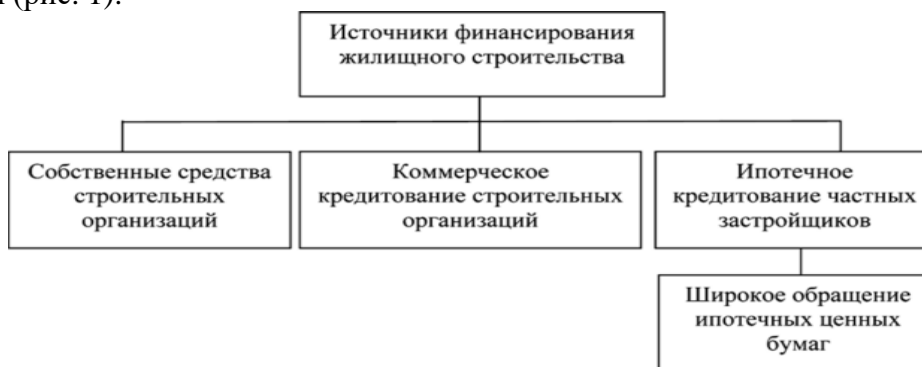 (рис. 1).
Источники финансирования
жилищного строительства
Собственные средства
строительных
организаций
Коммерческое
кредитование строительных
организаций
Ипотечное
кредитование частных
застройщиков
Широкое обращение
ипотечных ценных
бумаг